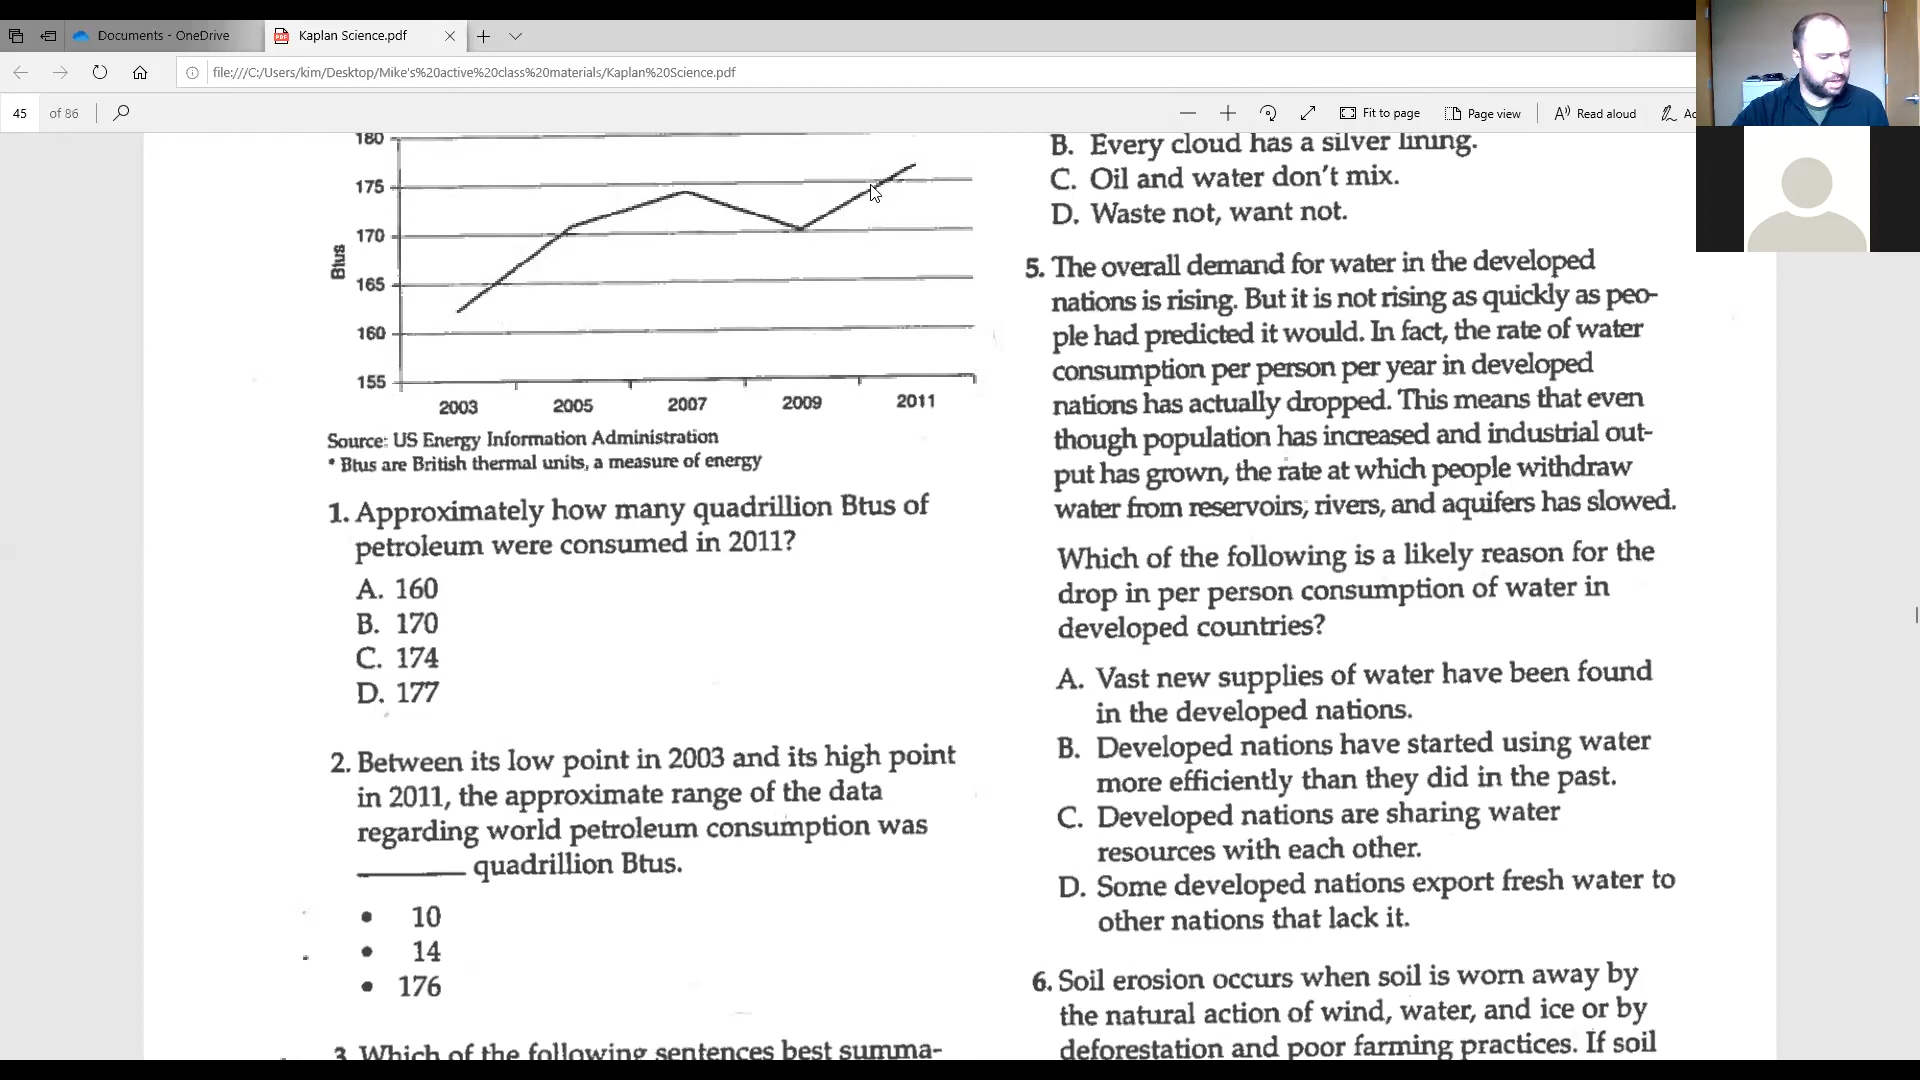 Documents - OneDrive
Kaplan Science.pdf
file:///C:/Users/kim/Desktop/Mike's%20active%20class%20materials/Kaplan%20Science.pdf
45 of 86
Fit to page
Page view
Read aloud
180
175
170
165
160
155
Btus
2003 2005 2007 2009 2011
Source: US Energy Information Administration
* Btus are British thermal units, a measure of energy
1. Approximately how many quadrillion Btus of
petroleum were consumed in 2011?
A. 160
B. 170
C. 174
D. 177
2. Between its low point in 2003 and its high point
in 2011, the approximate range of the data
regarding world petroleum consumption was
________ quadrillion Btus.
• 10
• 14
• 176
3. Which of the following sentences best summa-
B. Every cloud has a silver lining.
C. Oil and water don't mix.
D. Waste not, want not.
5. The overall demand for water in the developed
nations is rising. But it is not rising as quickly as peo-
ple had predicted it would. In fact, the rate of water
consumption per person per year in developed
nations has actually dropped. This means that even
though population has increased and industrial out-
put has grown, the rate at which people withdraw
water from reservoirs, rivers, and aquifers has slowed.
Which of the following is a likely reason for the
drop in per person consumption of water in
developed countries?
A. Vast new supplies of water have been found
in the developed nations.
B. Developed nations have started using water
more efficiently than they did in the past.
C. Developed nations are sharing water
resources with each other.
D. Some developed nations export fresh water to
other nations that lack it.
6. Soil erosion occurs when soil is worn away by
the natural action of wind, water, and ice or by
deforestation and poor farming practices. If soil